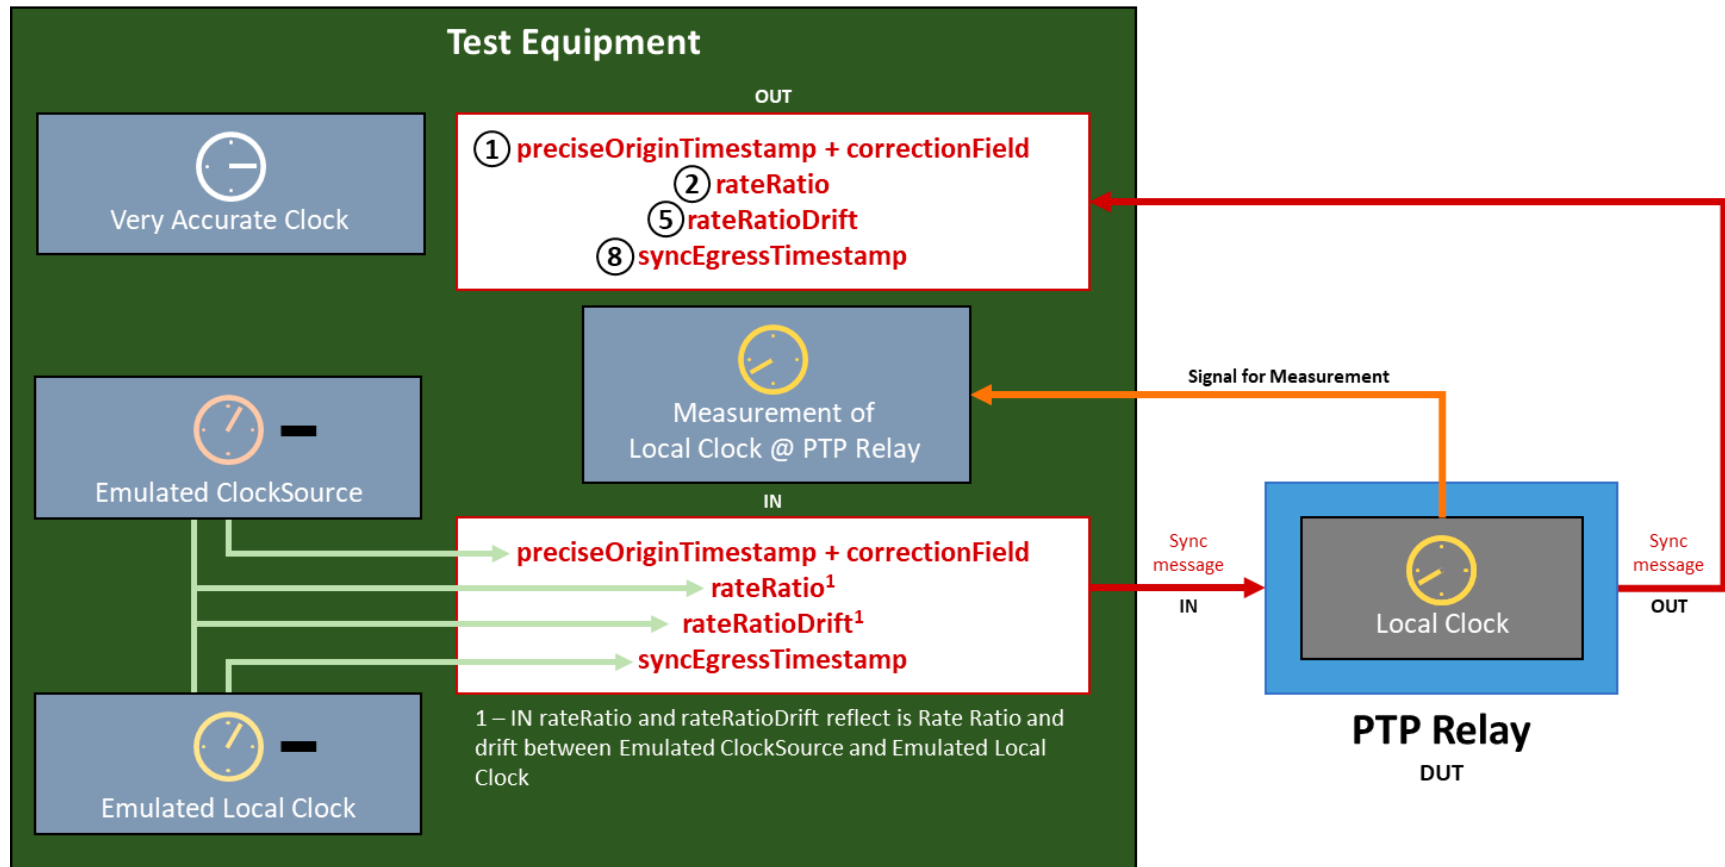 Test Equipment
OUT
Very Accurate Clock
① preciseOriginTimestamp + correctionField
② rateRatio
⑤ rateRatioDrift
⑧ syncEgressTimestamp
Measurement of
Local Clock @ PTP Relay
Signal for Measurement
Emulated ClockSource
IN
preciseOriginTimestamp + correctionField
rateRatio¹
rateRatioDrift¹
syncEgressTimestamp
Emulated Local Clock
1 – IN rateRatio and rateRatioDrift reflect is Rate Ratio and
drift between Emulated ClockSource and Emulated Local
Clock
Sync
message
IN
Local Clock
Sync
message
OUT
PTP Relay
DUT